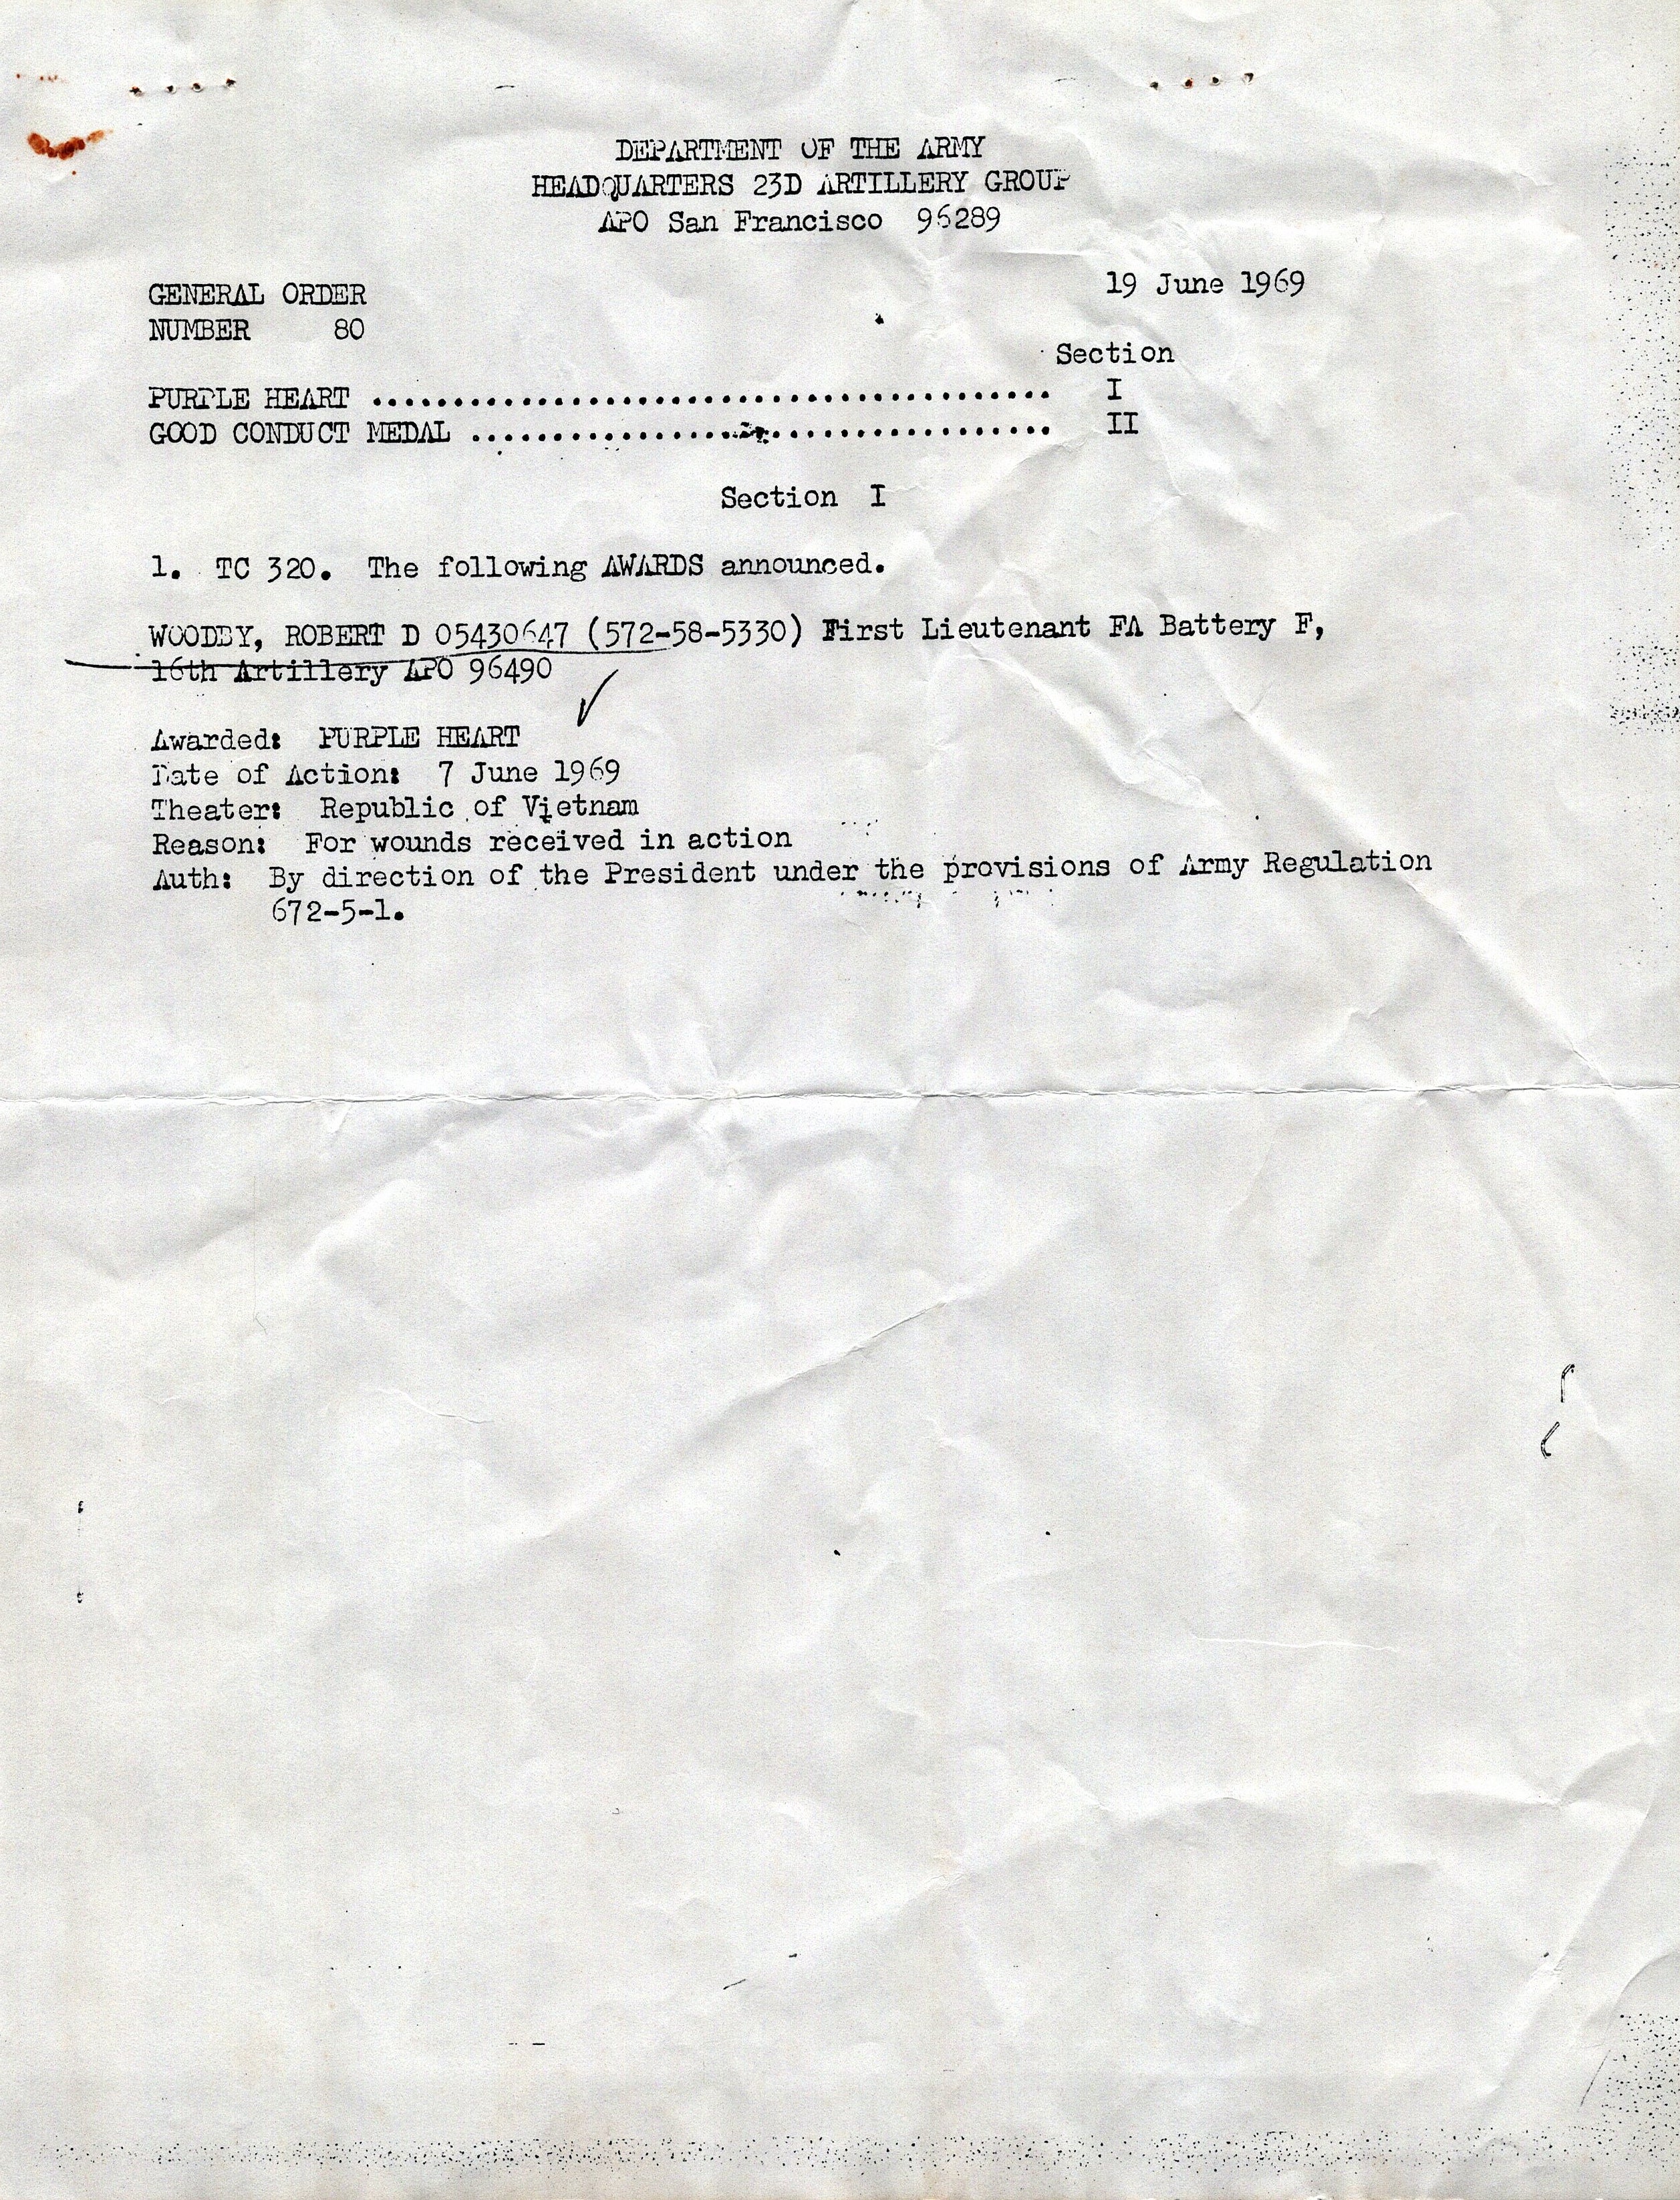 DEPARTMENT OF THE ARMY
HEADQUARTERS 23D ARTILLERY GROUP
APO San Francisco 96289
GENERAL ORDER 19 June 1969
NUMBER 80
Section
PURPLE HEART ......................................... I
GOOD CONDUCT MEDAL ................................... II
Section I
1. TC 320. The following AWARDS announced.
WOODBY, ROBERT D 05430647 (572-58-5330) First Lieutenant FA Battery F,
16th Artillery APO 96490
Awarded: PURPLE HEART
Date of Action: 7 June 1969
Theater: Republic of Vietnam
Reason: For wounds received in action
Auth: By direction of the President under the provisions of Army Regulation
672-5-1.